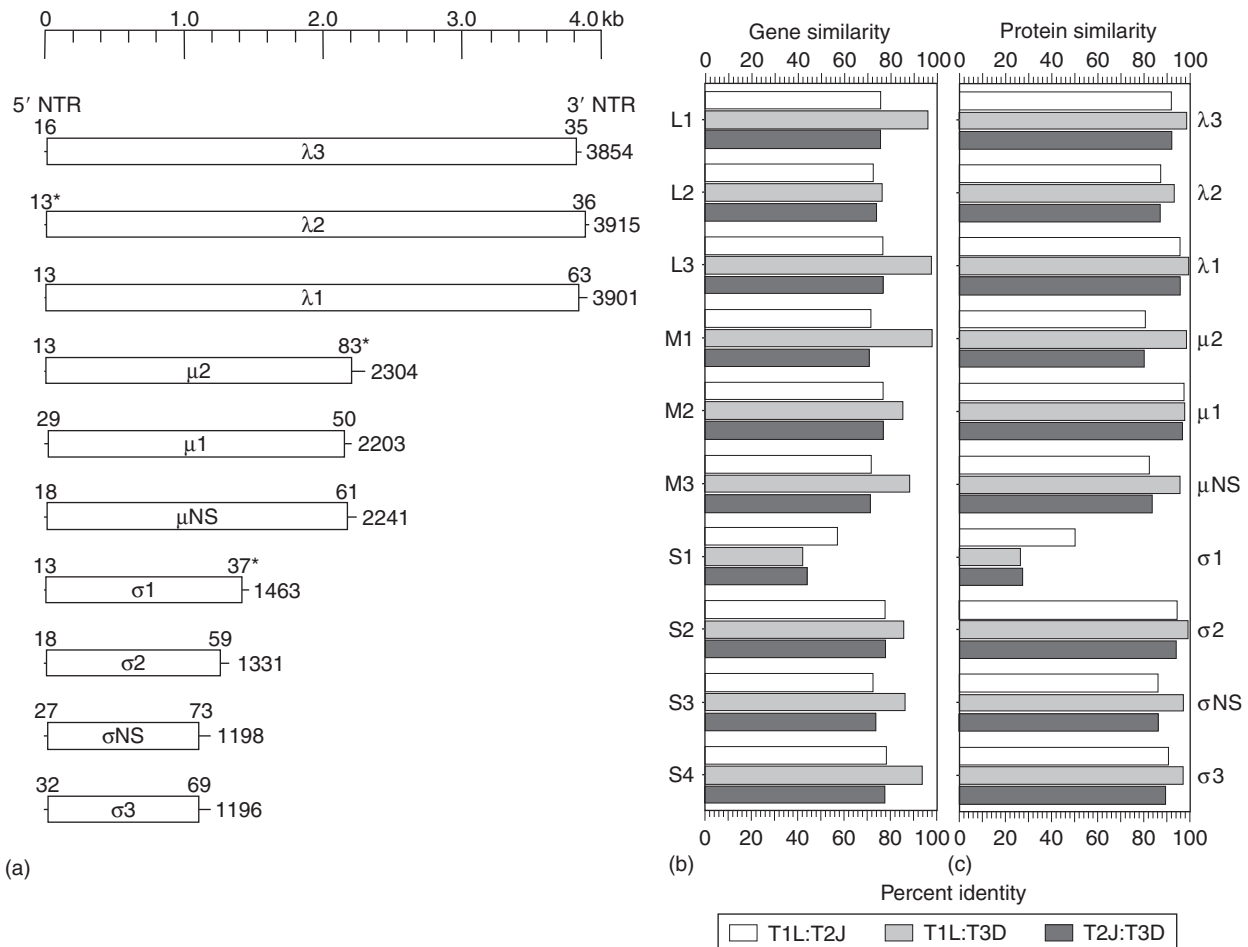 0 1.0 2.0 3.0 4.0 kb
5′ NTR 3′ NTR
16 35
λ3 3854
13* 36
λ2 3915
13 63
λ1 3901
13 83*
μ2 2304
29 50
μ1 2203
18 61
μNS 2241
13 37*
σ1 1463
18 59
σ2 1331
27 73
σNS 1198
32 69
σ3 1196
(a)
Gene similarity
0 20 40 60 80 100
L1
L2
L3
M1
M2
M3
S1
S2
S3
S4
0 20 40 60 80 100
(b)
Protein similarity
0 20 40 60 80 100
λ3
λ2
λ1
μ2
μ1
μNS
σ1
σ2
σNS
σ3
0 20 40 60 80 100
(c)
Percent identity
T1L:T2J T1L:T3D T2J:T3D